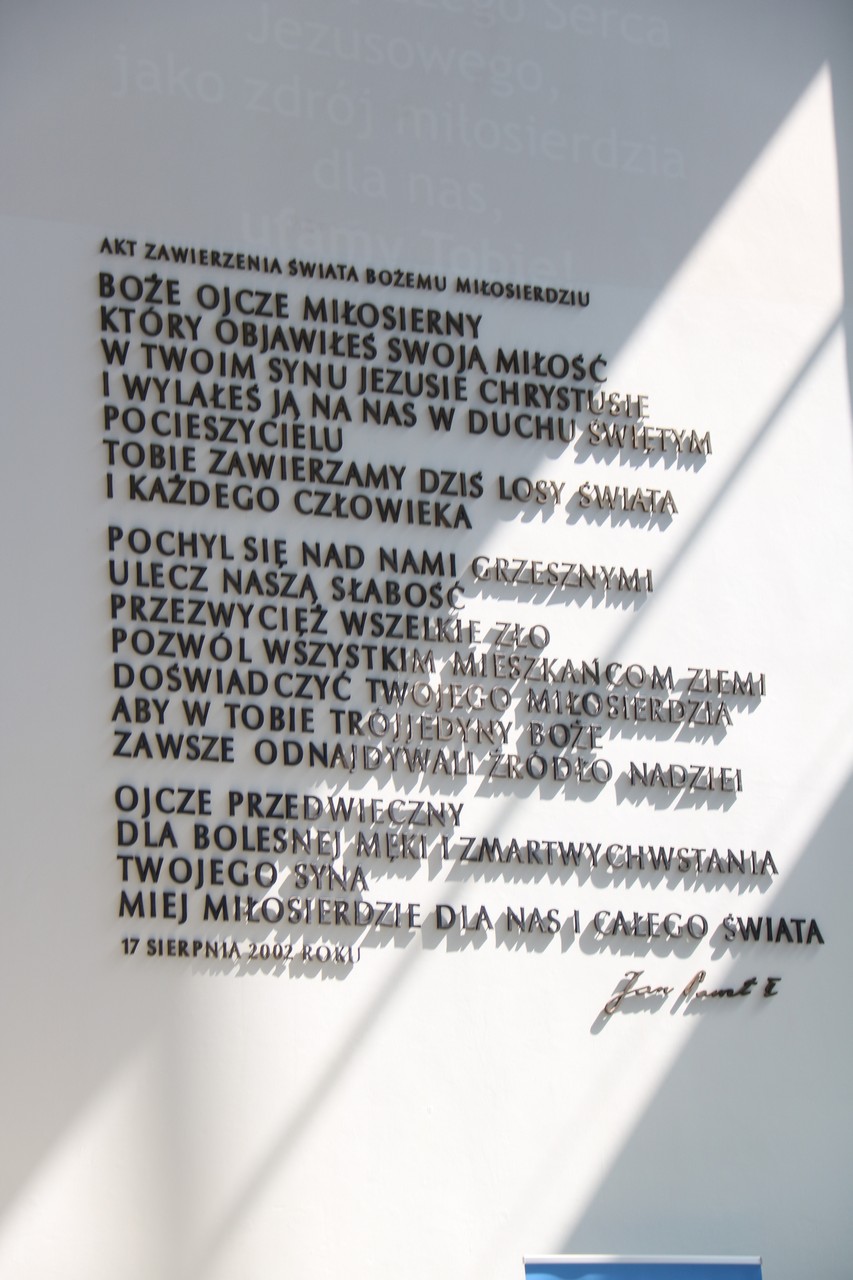 Serca
Jezusowego,
jako zdrój miłosierdzia
dla nas,
ufamy Tobie!
AKT ZAWIERZENIA ŚWIATA BOŻEMU MIŁOSIERDZIU
BOŻE OJCZE MIŁOSIERNY
KTÓRY OBJAWIŁEŚ SWOJĄ MIŁOŚĆ
W TWOIM SYNU JEZUSIE CHRYSTUSIE
I WYLAŁEŚ JĄ NA NAS W DUCHU ŚWIĘTYM
POCIESZYCIELU
TOBIE ZAWIERZAMY DZIŚ LOSY ŚWIATA
I KAŻDEGO CZŁOWIEKA
POCHYL SIĘ NAD NAMI GRZESZNYMI
ULECZ NASZĄ SŁABOŚĆ
PRZEZWYCIĘŻ WSZELKIE ZŁO
POZWÓL WSZYSTKIM MIESZKAŃCOM ZIEMI
DOŚWIADCZYĆ TWOJEGO MIŁOSIERDZIA
ABY W TOBIE TRÓJJEDYNY BOŻE
ZAWSZE ODNAJDYWALI ŹRÓDŁO NADZIEI
OJCZE PRZEDWIECZNY
DLA BOLESNEJ MĘKI I ZMARTWYCHWSTANIA
TWOJEGO SYNA
MIEJ MIŁOSIERDZIE DLA NAS I CAŁEGO ŚWIATA
17 SIERPNIA 2002 ROKU
Jan Paweł II